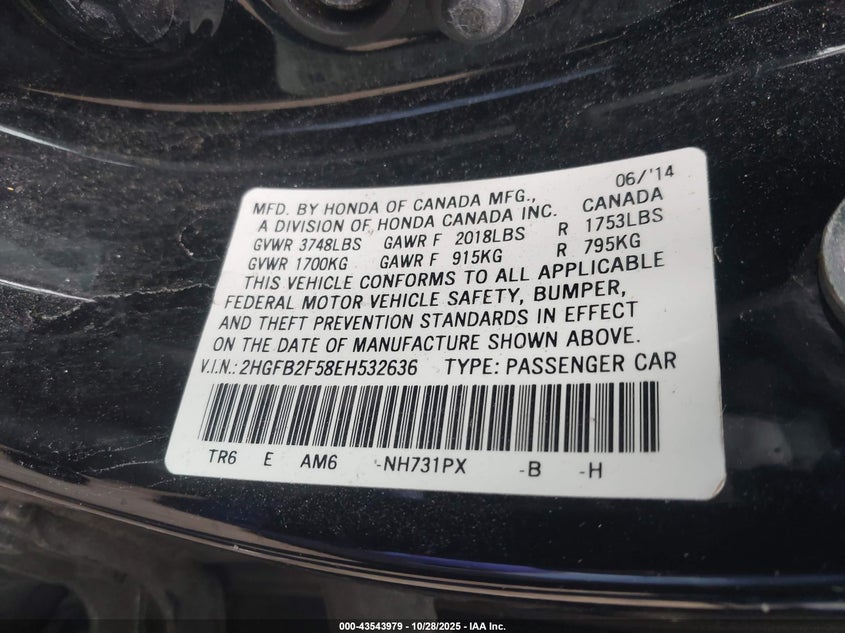 06/'14
MFD. BY HONDA OF CANADA MFG., CANADA
A DIVISION OF HONDA CANADA INC.
GVWR 3748LBS GAWR F 2018LBS R 1753LBS
GVWR 1700KG GAWR F 915KG R 795KG
THIS VEHICLE CONFORMS TO ALL APPLICABLE
FEDERAL MOTOR VEHICLE SAFETY, BUMPER,
AND THEFT PREVENTION STANDARDS IN EFFECT
ON THE DATE OF MANUFACTURE SHOWN ABOVE.
V.I.N.: 2HGFB2F58EH532636 TYPE: PASSENGER CAR
TR6 E AM6 -NH731PX -B -H
000-43543979 | 10/28/2025 - IAA Inc.